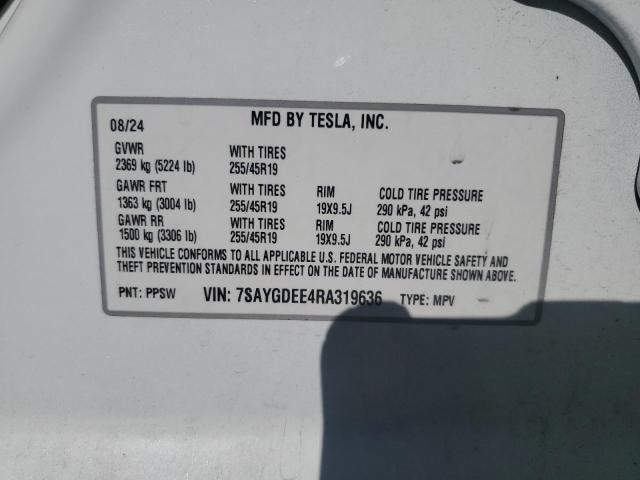 MFD BY TESLA, INC.
08/24
GVWR WITH TIRES
2369 kg (5224 lb) 255/45R19
GAWR FRT WITH TIRES RIM COLD TIRE PRESSURE
1363 kg (3004 lb) 255/45R19 19X9.5J 290 kPa, 42 psi
GAWR RR WITH TIRES RIM COLD TIRE PRESSURE
1500 kg (3306 lb) 255/45R19 19X9.5J 290 kPa, 42 psi
THIS VEHICLE CONFORMS TO ALL APPLICABLE U.S. FEDERAL MOTOR VEHICLE SAFETY AND
THEFT PREVENTION STANDARDS IN EFFECT ON THE DATE OF MANUFACTURE SHOWN ABOVE.
PNT: PPSW VIN: 7SAYGDEE4RA319636 TYPE: MPV